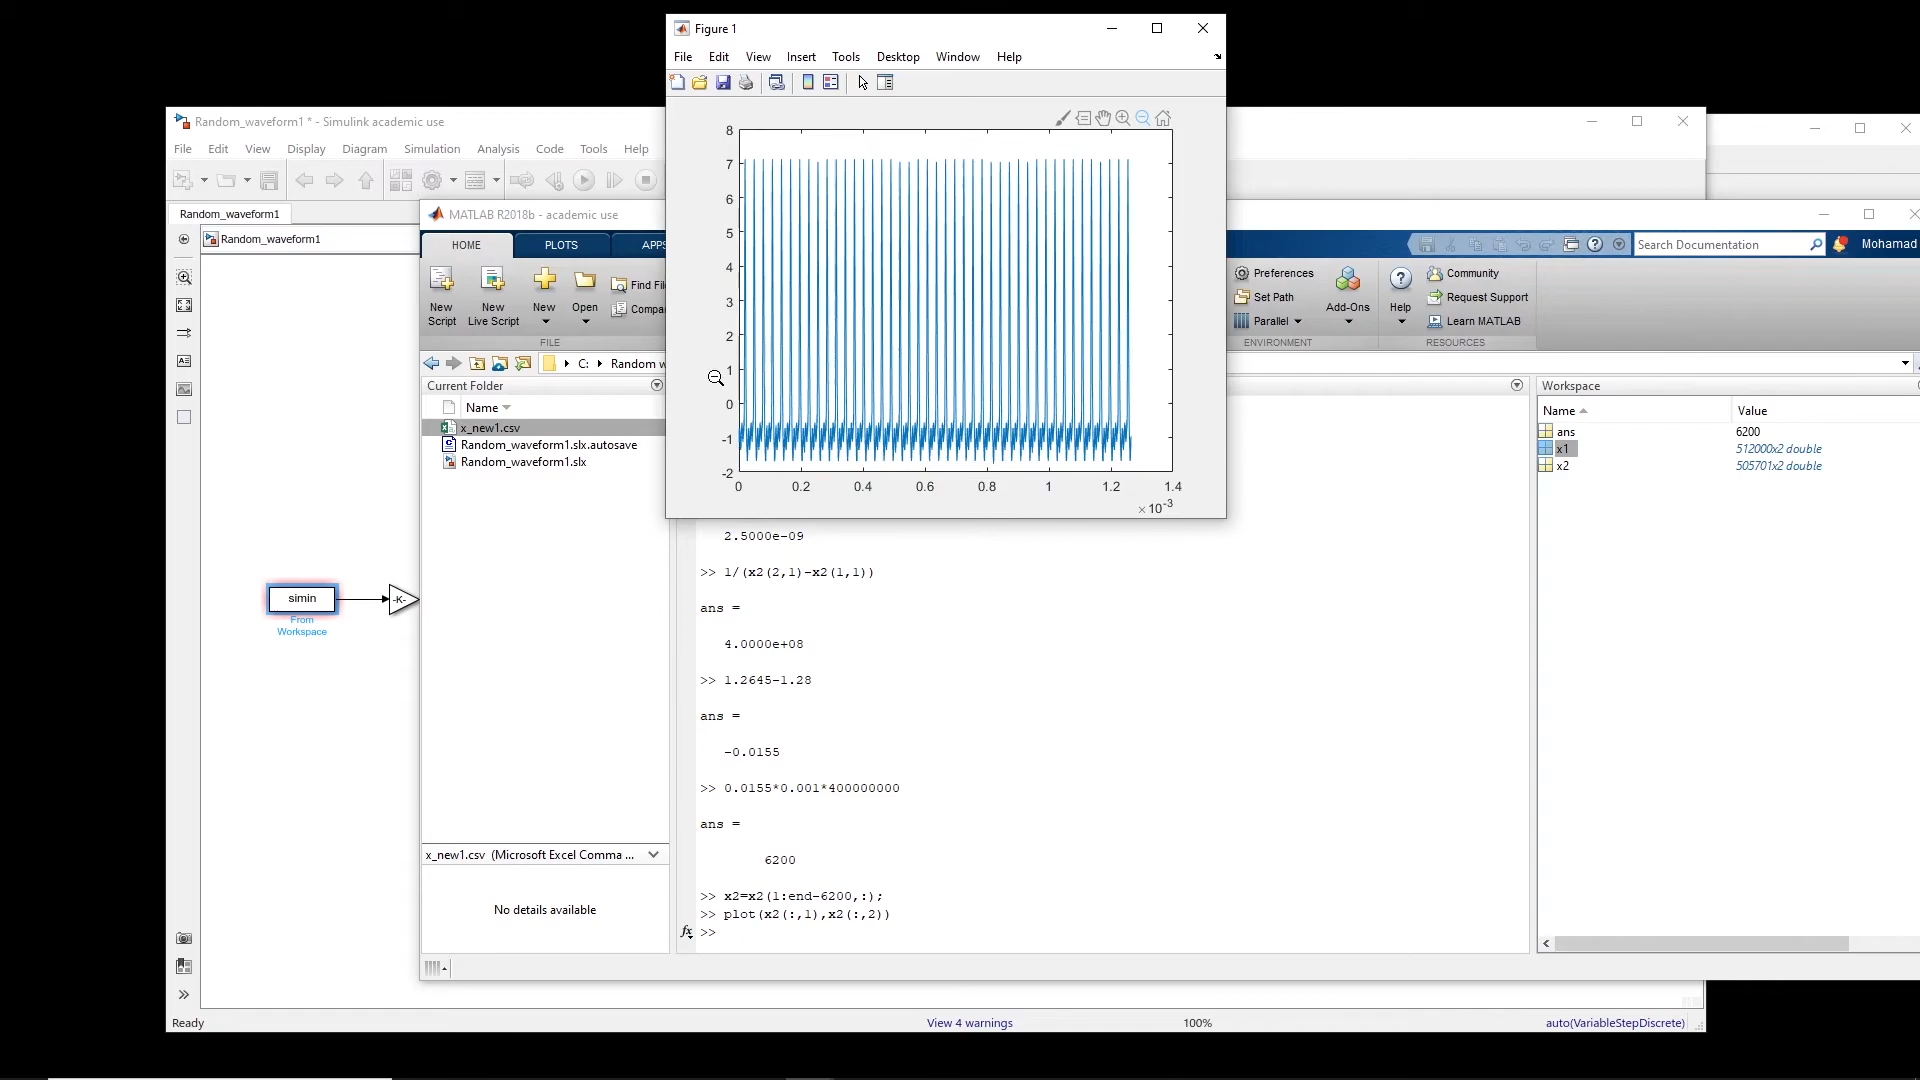 Figure 1
File Edit View Insert Tools Desktop Window Help
8
7
6
5
4
3
2
1
0
-1
-2
0 0.2 0.4 0.6 0.8 1 1.2 1.4
×10-3
Random_waveform1 * - Simulink academic use
File Edit View Display Diagram Simulation Analysis Code Tools Help
Random_waveform1
Random_waveform1
simin
From
Workspace
-K-
Ready
View 4 warnings
100%
auto(VariableStepDiscrete)
MATLAB R2018b - academic use
HOME PLOTS APPS
Search Documentation
Mohamad
New
Script
New
Live Script
New
Open
Find Fil
Compa
FILE
Preferences
Set Path
Parallel
ENVIRONMENT
Add-Ons
Help
Community
Request Support
Learn MATLAB
RESOURCES
C: Random w
Current Folder
Name
x_new1.csv
Random_waveform1.slx.autosave
Random_waveform1.slx
x_new1.csv (Microsoft Excel Comma ...
No details available
2.5000e-09
>> 1/(x2(2,1)-x2(1,1))
ans =
4.0000e+08
>> 1.2645-1.28
ans =
-0.0155
>> 0.0155*0.001*400000000
ans =
6200
>> x2=x2(1:end-6200,:);
>> plot(x2(:,1),x2(:,2))
fx >>
Workspace
Name Value
ans 6200
x1 512000x2 double
x2 505701x2 double